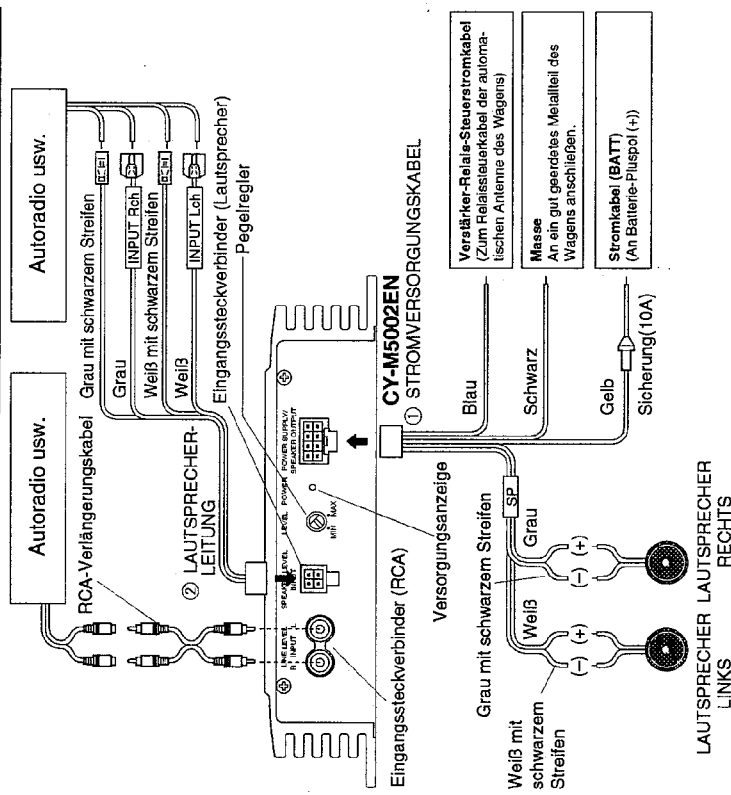 Autoradio usw.
Autoradio usw.
RCA-Verlängerungskabel
② LAUTSPRECHER-
LEITUNG
Grau mit schwarzem Streifen
Grau
INPUT Rch
Weiß mit schwarzem Streifen
INPUT Lch
Weiß
Eingangssteckverbinder (Lautsprecher)
Pegelregler
LINE LEVEL
R INPUT L
SPEAKER LEVEL
INPUT
LEVEL
MIN MAX
POWER
POWER SUPPLY/
SPEAKER OUTPUT
Eingangssteckverbinder (RCA)
Versorgungsanzeige
CY-M5002EN
① STROMVERSORGUNGSKABEL
Blau
Verstärker-Relais-Steuerstromkabel
(Zum Relaissteuerkabel der automa-
tischen Antenne des Wagens)
Schwarz
Masse
An ein gut geerdetes Metallteil des
Wagens anschließen.
Gelb
Sicherung(10A)
Stromkabel (BATT)
(An Batterie-Pluspol (+))
SP
Grau
Grau mit schwarzem Streifen
Weiß
Weiß mit
schwarzem
Streifen
(+)
(−)
(+)
(−)
LAUTSPRECHER
LINKS
LAUTSPRECHER
RECHTS